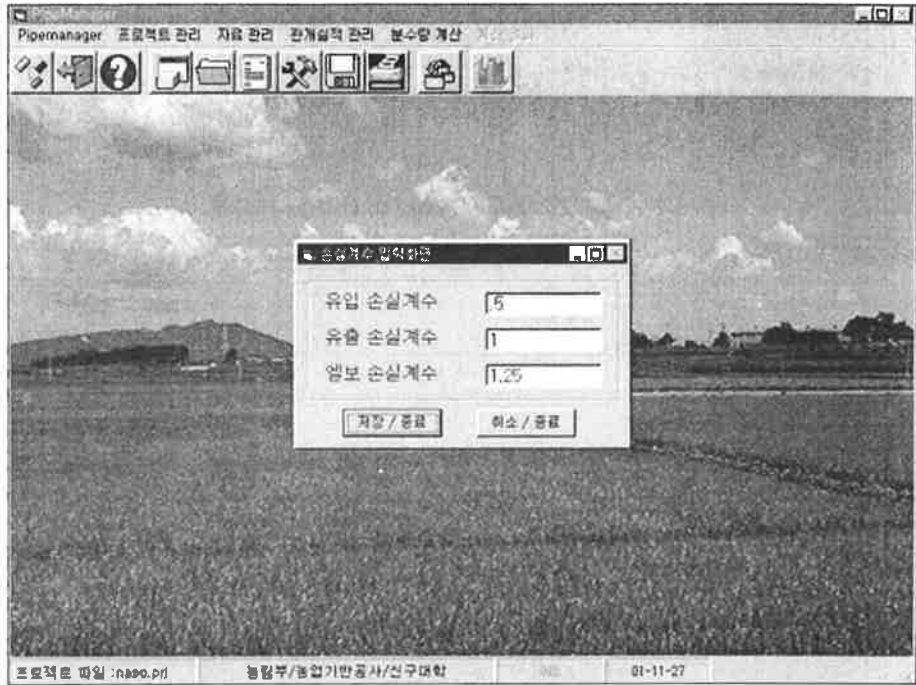 PipeManager
Pipemanager 프로젝트 관리 자료 관리 관개실적 관리 분수량 계산
손실계수 입력화면
유입 손실계수 .5
유출 손실계수 1
엘보 손실계수 1.25
저장 / 종료 취소 / 종료
프로젝트 파일 :napo.prj 농림부/농업기반공사/신구대학 01-11-27